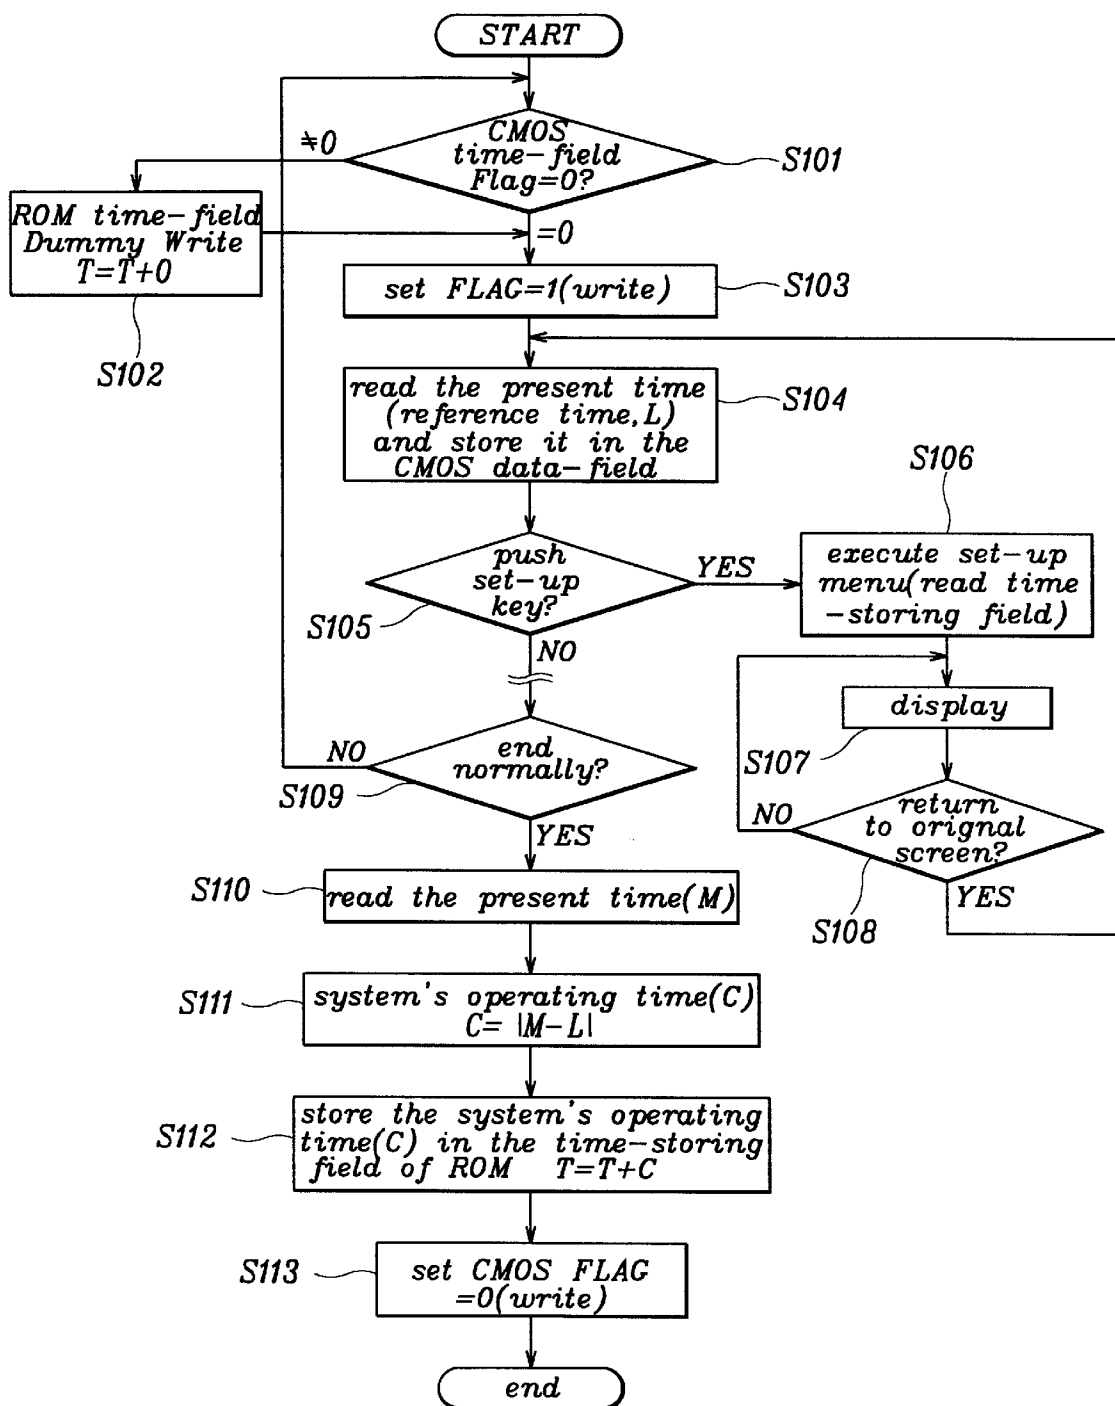 START
CMOS
time-field
Flag=0?
S101
≠0
ROM time-field
Dummy Write
T=T+0
S102
=0
set FLAG=1(write)
S103
read the present time
(reference time,L)
and store it in the
CMOS data-field
S104
push
set-up
key?
S105
YES
NO
S106
execute set-up
menu(read time
-storing field)
display
S107
return
to orignal
screen?
S108
NO
YES
end
normally?
S109
NO
YES
S110
read the present time(M)
S111
system's operating time(C)
C= |M-L|
S112
store the system's operating
time(C) in the time-storing
field of ROM T=T+C
S113
set CMOS FLAG
=0(write)
end